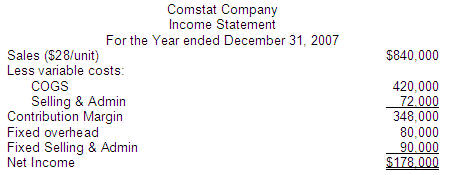 Comstat Company
Income Statement
For the Year ended December 31, 2007
Sales ($28/unit) $840,000
Less variable costs:
COGS 420,000
Selling & Admin 72,000
Contribution Margin 348,000
Fixed overhead 80,000
Fixed Selling & Admin 90,000
Net Income $178,000